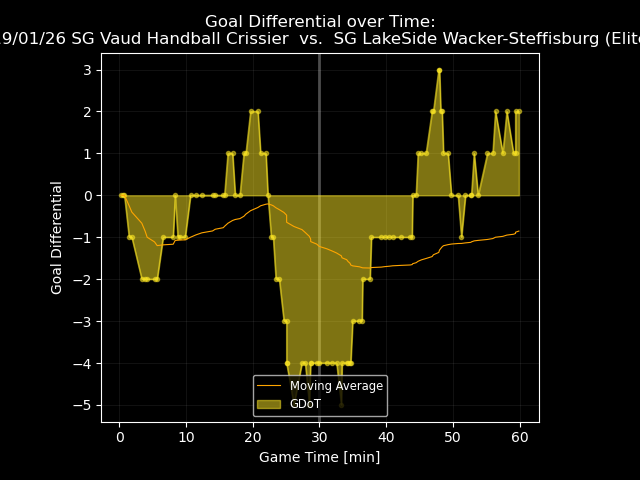 Goal Differential over Time:
9/01/26 SG Vaud Handball Crissier  vs.  SG LakeSide Wacker-Steffisburg
3
2
1
0
−1
−2
−3
−4
−5
Goal Differential
Moving Average
GDoT
0 10 20 30 40 50 60
Game Time [min]